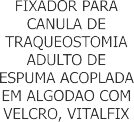 FIXADOR PARA
CANULA DE
TRAQUEOSTOMIA
ADULTO DE
ESPUMA ACOPLADA
EM ALGODAO COM
VELCRO, VITALFIX